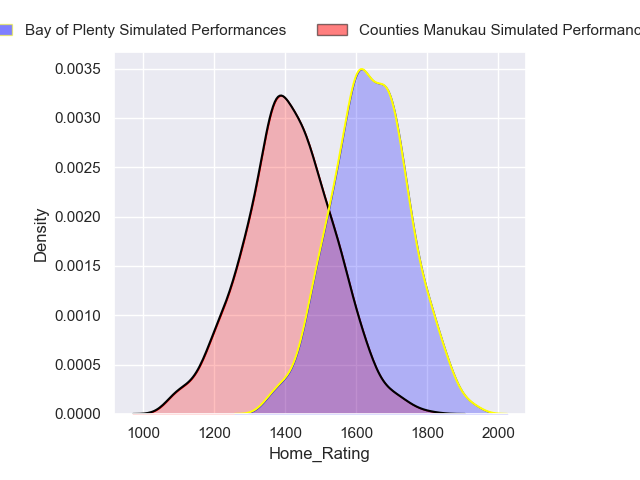 Bay of Plenty Simulated Performances
Counties Manukau Simulated
0.0035
0.0030
0.0025
0.0020
0.0015
0.0010
0.0005
0.0000
Density
1000 1200 1400 1600 1800 2000
Home_Rating